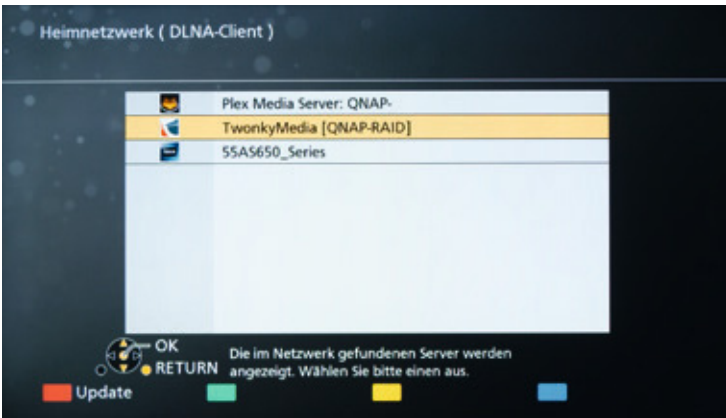 Heimnetzwerk ( DLNA-Client )
Plex Media Server: QNAP-
TwonkyMedia [QNAP-RAID]
55AS650_Series
OK
RETURN
Die im Netzwerk gefundenen Server werden
angezeigt. Wählen Sie bitte einen aus.
Update